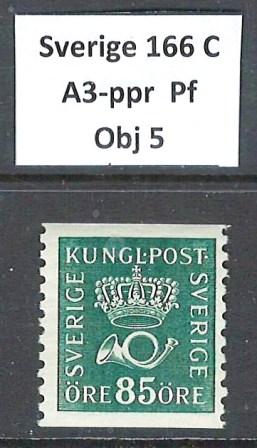 Sverige 166 C
A3-ppr Pf
Obj 5
KUNGL·POST
SVERIGE
SVERIGE
ÖRE 85 ÖRE